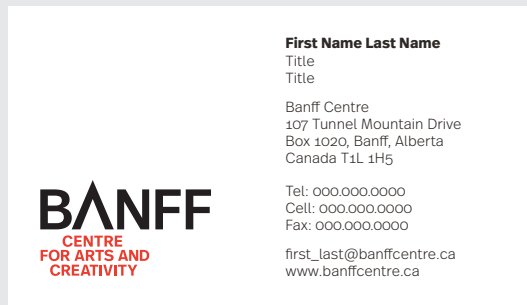 First Name Last Name
Title
Title
Banff Centre
107 Tunnel Mountain Drive
Box 1020, Banff, Alberta
Canada T1L 1H5
Tel: 000.000.0000
Cell: 000.000.0000
Fax: 000.000.0000
first_last@banffcentre.ca
www.banffcentre.ca
BANFF
CENTRE
FOR ARTS AND
CREATIVITY